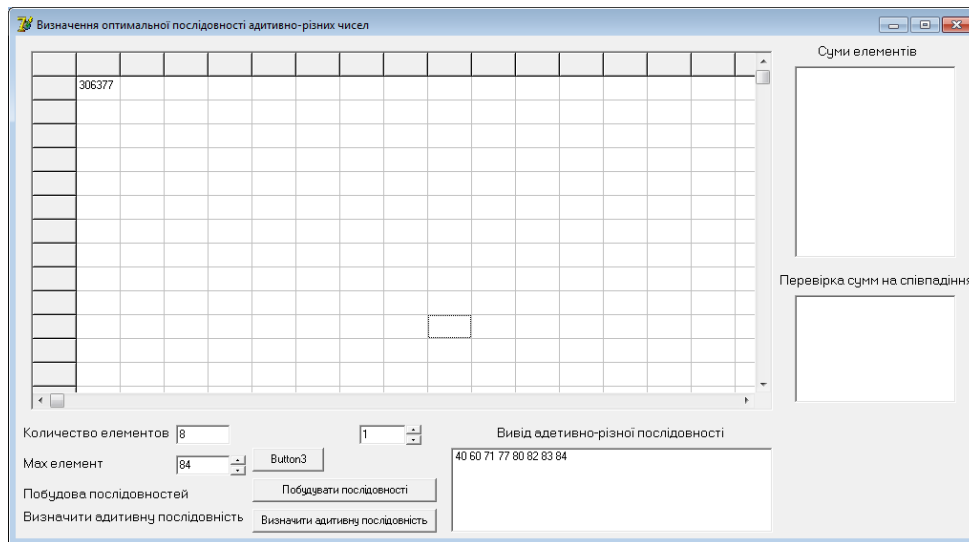 Визначення оптимальної послідовності адитивно-різних чисел
Суми елементів
306377
Перевірка сумм на співпадіння
Количество елементов 8
1
Вивід адетивно-різної послідовності
Мах елемент 84
Button3
40 60 71 77 80 82 83 84
Побудова послідовностей
Побудувати послідовності
Визначити адитивну послідовність
Визначити адитивну послідовність